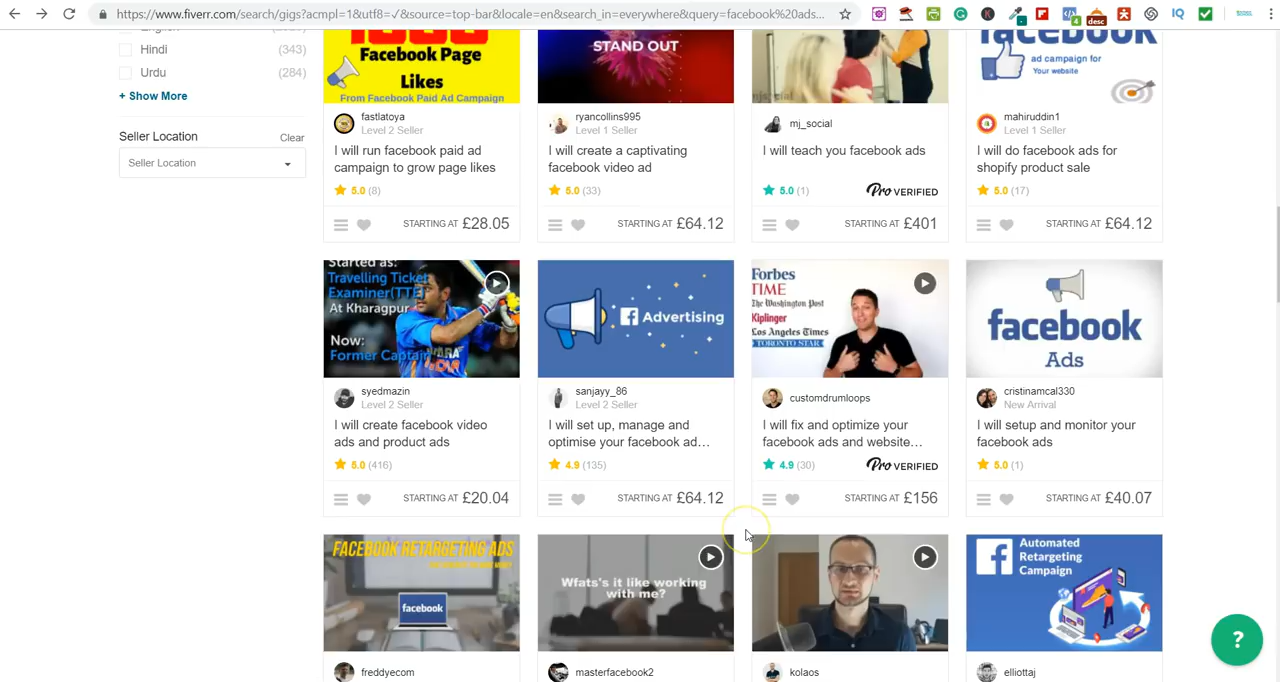 https://www.fiverr.com/search/gigs?acmpl=1&utf8=✓&source=top-bar&locale=en&search_in=everywhere&query=facebook%20ads...
desc
4
IQ
English
Hindi (343)
Urdu (284)
+ Show More
Seller Location Clear
Seller Location
Facebook Page
Likes
From Facebook Paid Ad Campaign
fastlatoya
Level 2 Seller
I will run facebook paid ad
campaign to grow page likes
5.0 (8)
STARTING AT £28.05
STAND OUT
ryancollins995
Level 1 Seller
I will create a captivating
facebook video ad
5.0 (33)
STARTING AT £64.12
mj_social
mj_social
I will teach you facebook ads
5.0 (1) Pro VERIFIED
STARTING AT £401
facebook
ad campaign for
Your website
mahiruddin1
Level 1 Seller
I will do facebook ads for
shopify product sale
5.0 (17)
STARTING AT £64.12
Started as:
Travelling Ticket
Examiner(TTE)
At Kharagpur
Now:
Former Captain
syedmazin
Level 2 Seller
I will create facebook video
ads and product ads
5.0 (416)
STARTING AT £20.04
f Advertising
sanjayy_86
Level 2 Seller
I will set up, manage and
optimise your facebook ad…
4.9 (135)
STARTING AT £64.12
Forbes
TIME
The Washington Post
Kiplinger
Los Angeles Times
TORONTO STAR
customdrumloops
I will fix and optimize your
facebook ads and website…
4.9 (30) Pro VERIFIED
STARTING AT £156
facebook
Ads
cristinamcal330
New Arrival
I will setup and monitor your
facebook ads
5.0 (1)
STARTING AT £40.07
FACEBOOK RETARGETING ADS
facebook
freddyecom
Wfats's it like working
with me?
masterfacebook2
kolaos
f
Automated
Retargeting
Campaign
elliottaj
?